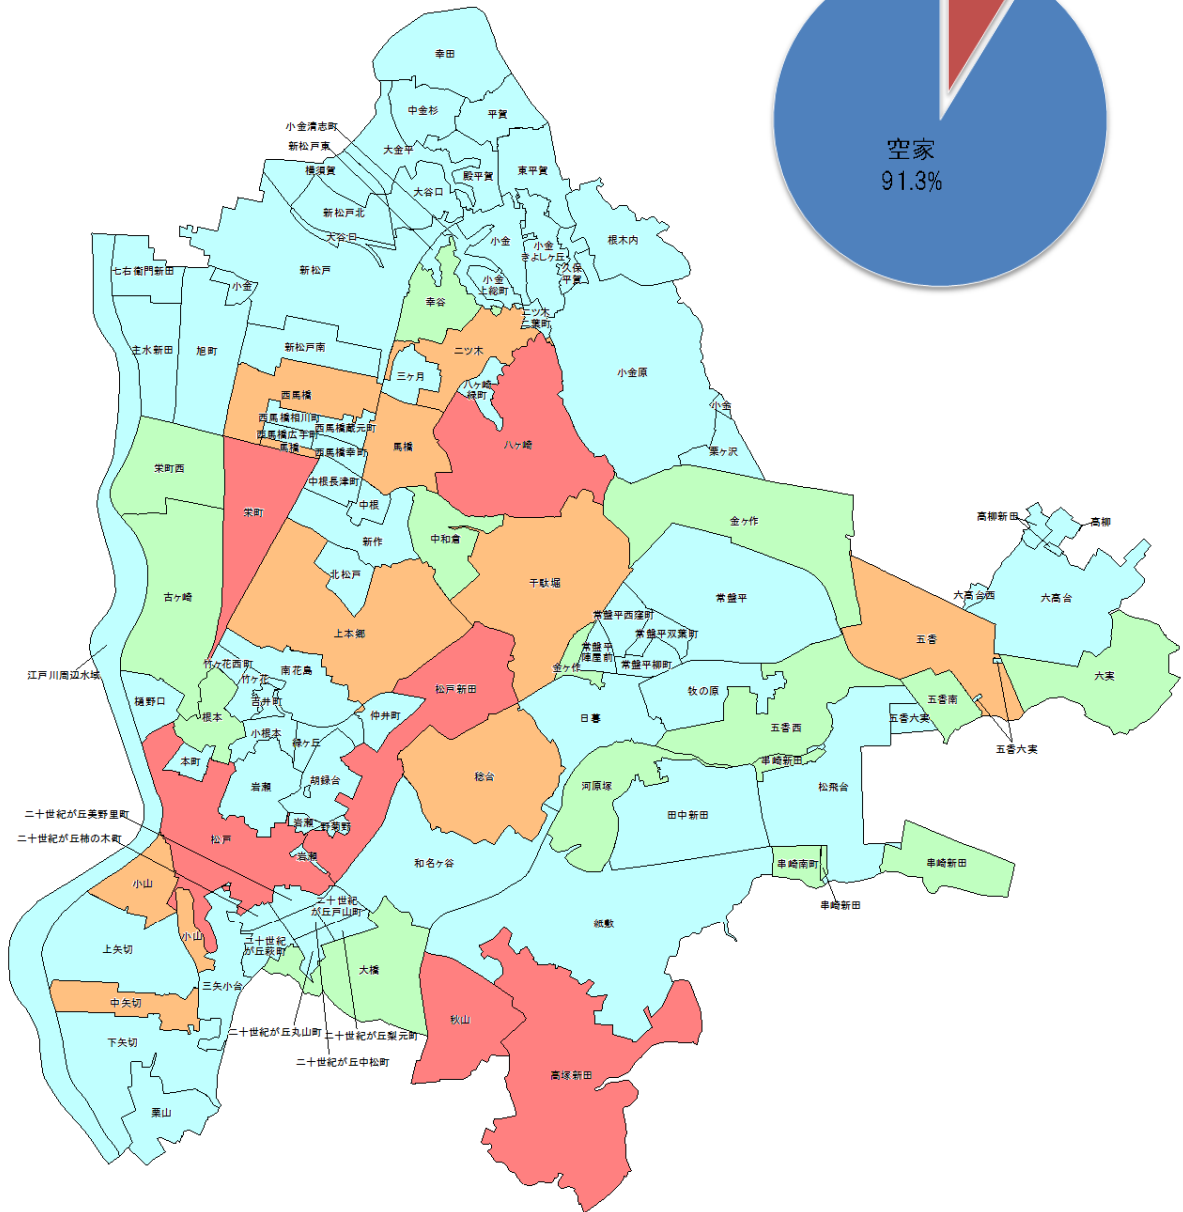 空家
91.3%
幸田
中金杉
平賀
小金清志町
新松戸東
大金平
横須賀
殿平賀
東平賀
大谷口
新松戸北
大谷口
小金
小金
きよしヶ丘
根木内
七右衛門新田
新松戸
小金
久保
平賀
小金
上総町
幸谷
二ツ木
二葉町
主水新田
旭町
新松戸南
二ツ木
小金原
三ヶ月
八ヶ崎
緑町
西馬橋
小金
西馬橋相川町
西馬橋蔵元町
西馬橋広手町
馬橋
西馬橋幸町
馬橋
八ヶ崎
栗ヶ沢
栄町西
中根長津町
栄町
中根
金ヶ作
高柳新田
高柳
新作
中和倉
北松戸
千駄堀
古ヶ崎
常盤平
六高台西
六高台
常盤平西窪町
上本郷
常盤平双葉町
五香
常盤平
陣屋前
常盤平柳町
金ヶ作
竹ヶ花西町
南花島
江戸川周辺水域
竹ヶ花
松戸新田
六実
牧の原
樋野口
吉井町
五香南
根本
仲井町
日暮
五香六実
五香西
小根本
緑ヶ丘
五香六実
本町
串崎新田
稔台
岩瀬
胡録台
河原塚
松飛台
二十世紀が丘美野里町
田中新田
岩瀬
野菊野
二十世紀が丘柿の木町
松戸
岩瀬
和名ヶ谷
串崎南町
串崎新田
小山
二十世紀
が丘戸山町
串崎新田
紙敷
小山
二十世紀
が丘萩町
上矢切
大橋
三矢小台
中矢切
秋山
二十世紀が丘丸山町
二十世紀が丘梨元町
下矢切
二十世紀が丘中松町
高塚新田
栗山